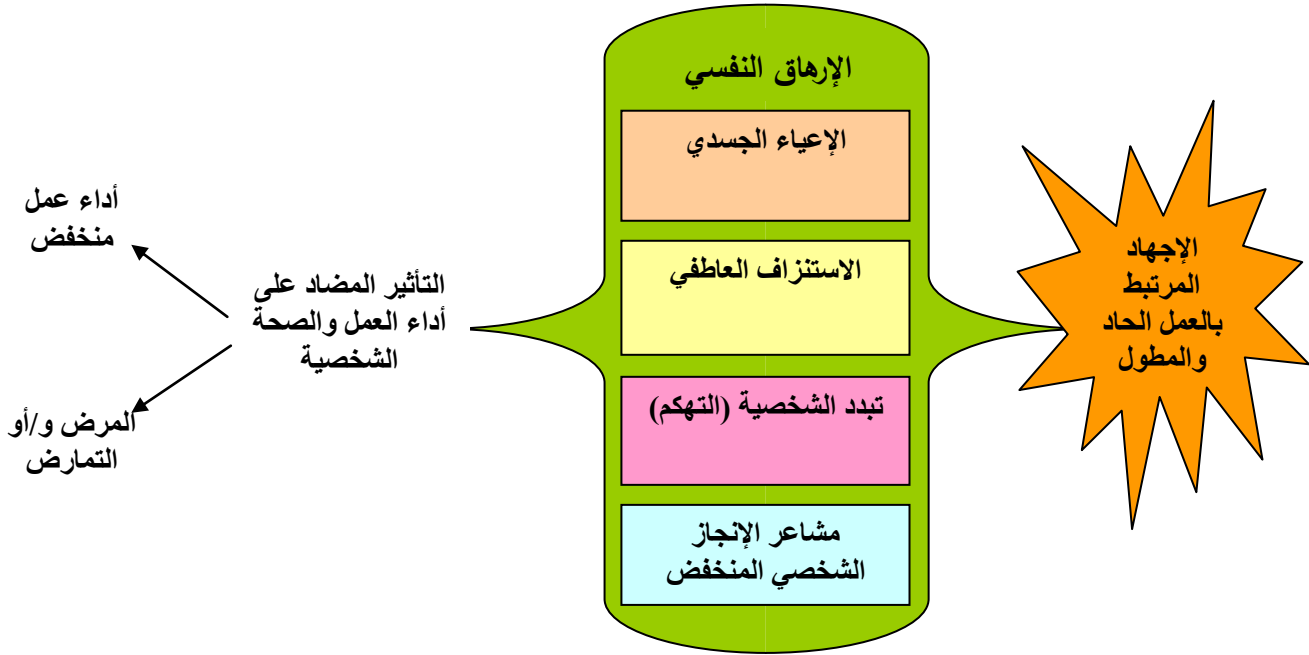 الإرهاق النفسي
الإعياء الجسدي
الاستنزاف العاطفي
تبدد الشخصية (التهكم)
مشاعر الإنجاز
الشخصي المنخفض
الإجهاد
المرتبط
بالعمل الحاد
والمطول
التأثير المضاد على
أداء العمل والصحة
الشخصية
أداء عمل
منخفض
المرض و/أو
التمارض